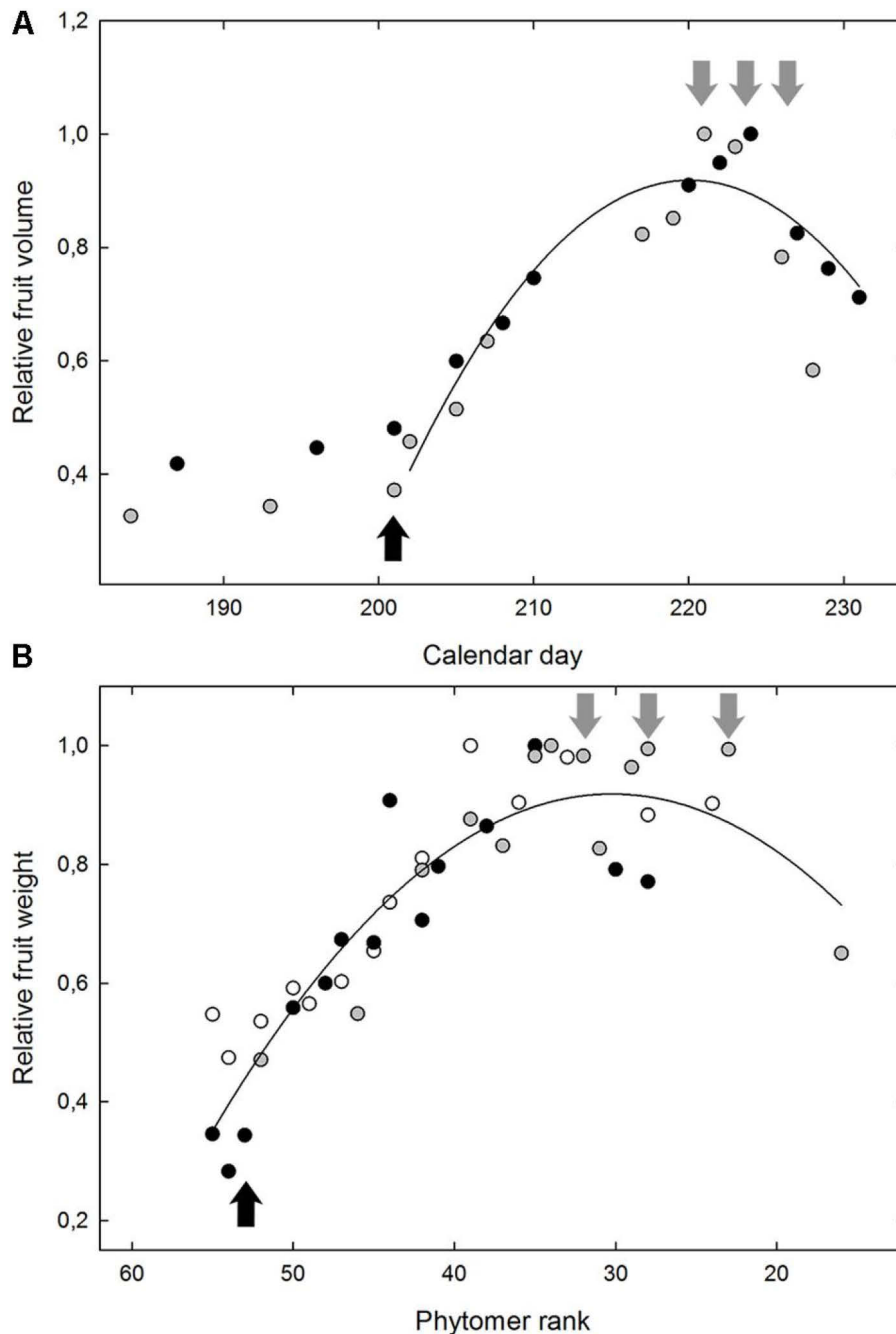 A
1,2
1,0
0,8
0,6
0,4
Relative fruit volume
190 200 210 220 230
Calendar day
B
1,0
0,8
0,6
0,4
0,2
Relative fruit weight
60 50 40 30 20
Phytomer rank